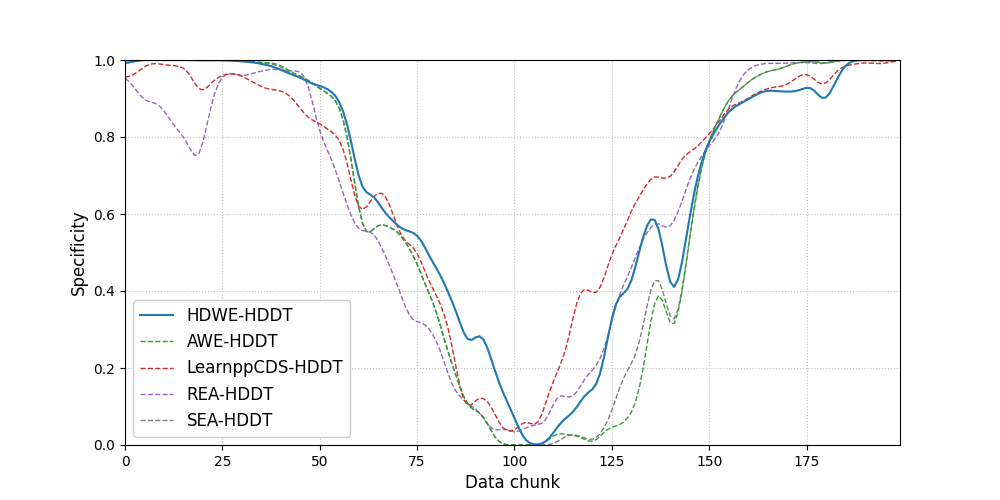 1.0
0.8
0.6
0.4
0.2
0.0
Specificity
HDWE-HDDT
AWE-HDDT
LearnppCDS-HDDT
REA-HDDT
SEA-HDDT
0 25 50 75 100 125 150 175
Data chunk